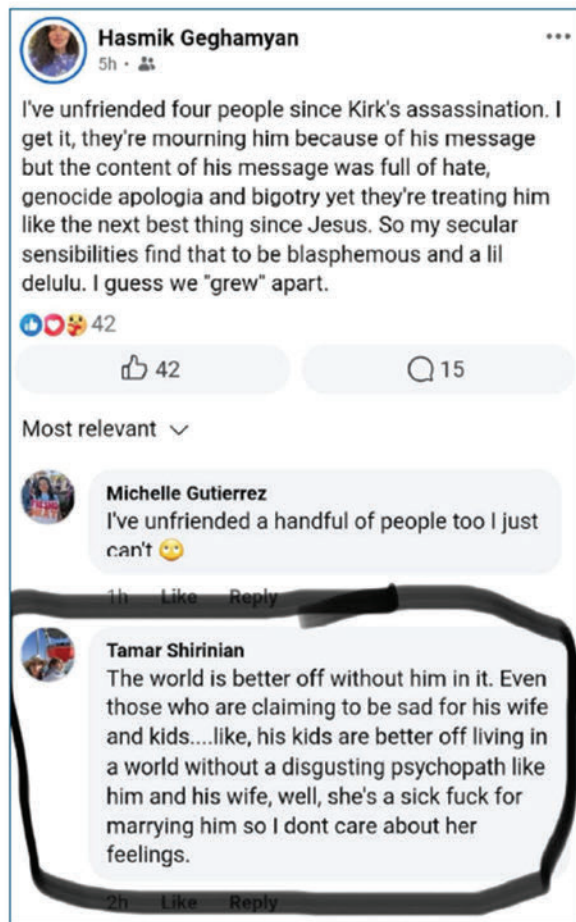 Hasmik Geghamyan
5h ·
I've unfriended four people since Kirk's assassination. I
get it, they're mourning him because of his message
but the content of his message was full of hate,
genocide apologia and bigotry yet they're treating him
like the next best thing since Jesus. So my secular
sensibilities find that to be blasphemous and a lil
delulu. I guess we "grew" apart.
42
42
15
Most relevant
Michelle Gutierrez
I've unfriended a handful of people too I just
can't 🙄
1h Like Reply
Tamar Shirinian
The world is better off without him in it. Even
those who are claiming to be sad for his wife
and kids....like, his kids are better off living in
a world without a disgusting psychopath like
him and his wife, well, she's a sick fuck for
marrying him so I dont care about her
feelings.
2h Like Reply